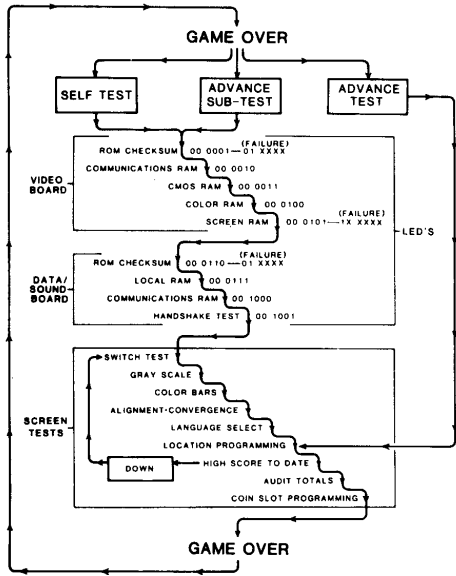 GAME OVER
SELF TEST
ADVANCE
SUB-TEST
ADVANCE
TEST
VIDEO
BOARD
(FAILURE)
ROM CHECKSUM 00 0001—01 XXXX
COMMUNICATIONS RAM 00 0010
CMOS RAM 00 0011
COLOR RAM 00 0100
(FAILURE)
SCREEN RAM 00 0101—1X XXXX
LED'S
DATA/
SOUND
BOARD
(FAILURE)
ROM CHECKSUM 00 0110—01 XXXX
LOCAL RAM 00 0111
COMMUNICATIONS RAM 00 1000
HANDSHAKE TEST 00 1001
SCREEN
TESTS
SWITCH TEST
GRAY SCALE
COLOR BARS
ALIGNMENT-CONVERGENCE
LANGUAGE SELECT
LOCATION PROGRAMMING
DOWN
HIGH SCORE TO DATE
AUDIT TOTALS
COIN SLOT PROGRAMMING
GAME OVER